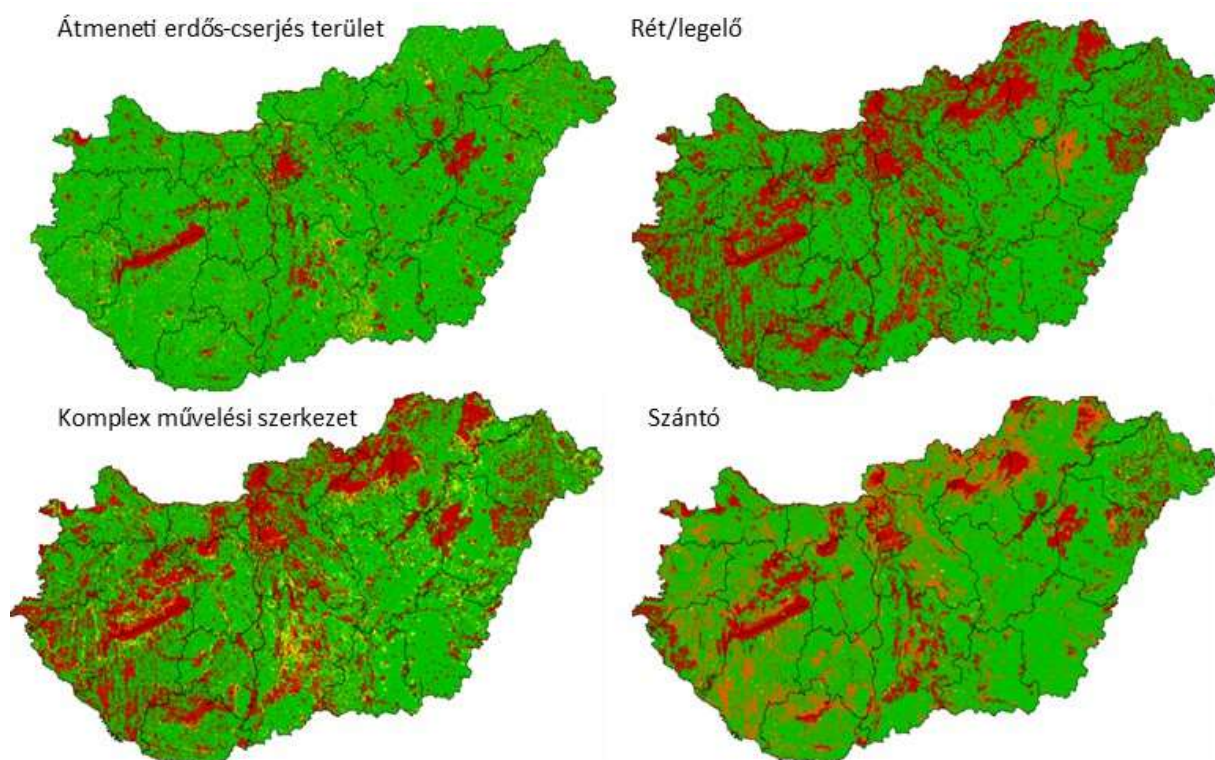 Átmeneti erdős-cserjés terület
Rét/legelő
Komplex művelési szerkezet
Szántó